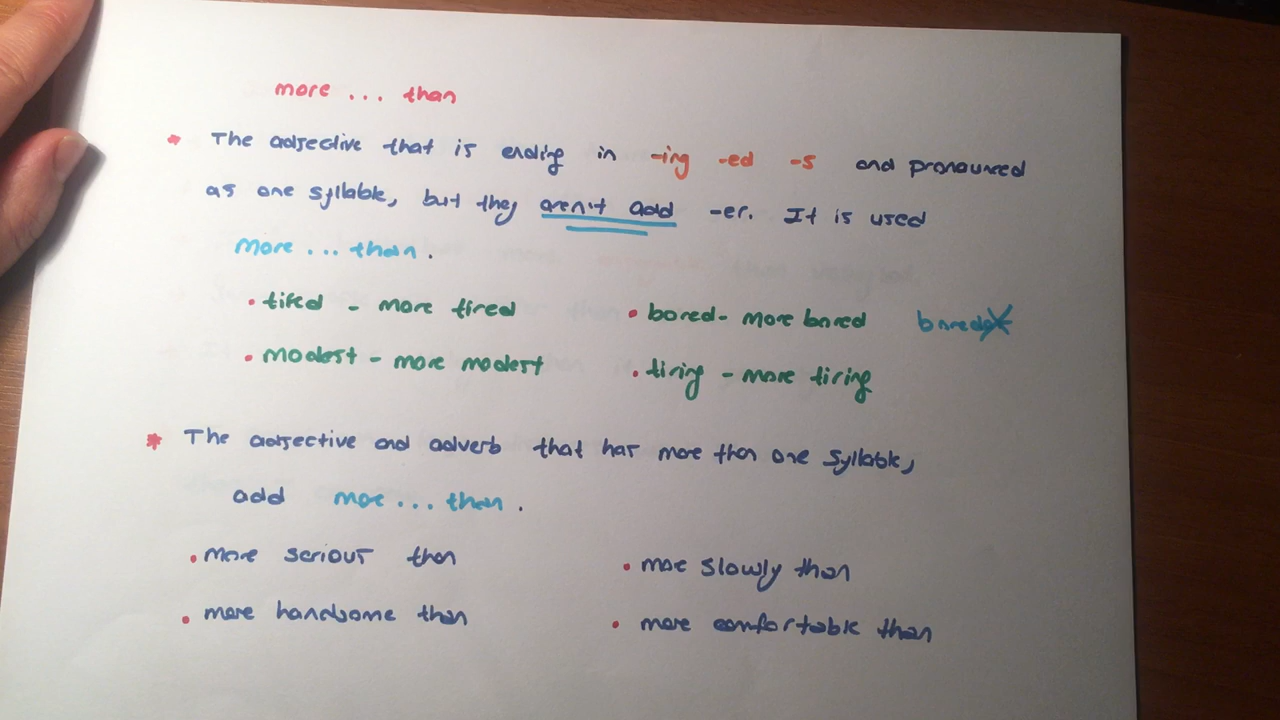 more ... than
* The adjective that is ending in -ing -ed -s and pronounced
as one syllable, but they aren't add -er. It is used
more ... than.
• tired - more tired • bored - more bored
• modest - more modest • tiring - more tiring
* The adjective and adverb that has more than one syllable,
add more ... than.
• more serious than • more slowly than
• more handsome than • more comfortable than